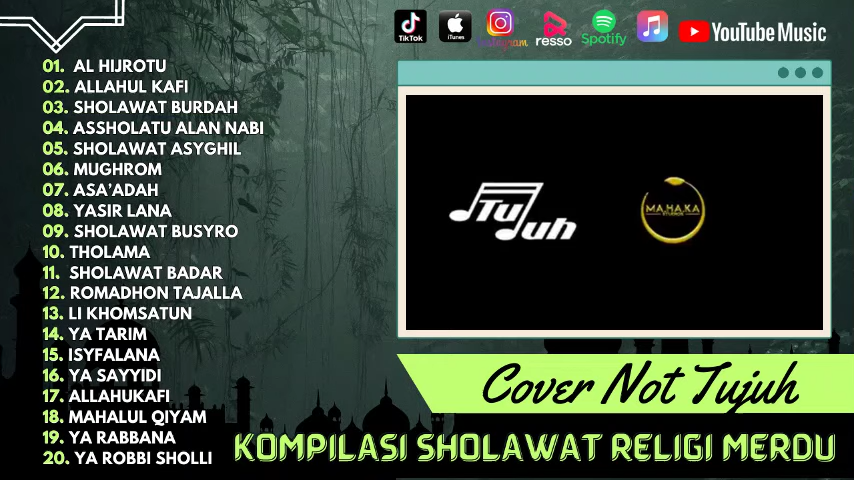 TikTok
iTunes
Instagram
resso
Spotify
YouTube Music
01. AL HIJROTU
02. ALLAHUL KAFI
03. SHOLAWAT BURDAH
04. ASSHOLATU ALAN NABI
05. SHOLAWAT ASYGHIL
06. MUGHROM
07. ASA'ADAH
08. YASIR LANA
09. SHOLAWAT BUSYRO
10. THOLAMA
11. SHOLAWAT BADAR
12. ROMADHON TAJALLA
13. LI KHOMSATUN
14. YA TARIM
15. ISYFALANA
16. YA SAYYIDI
17. ALLAHUKAFI
18. MAHALUL QIYAM
19. YA RABBANA
20. YA ROBBI SHOLLI
Tujuh
MAHAKA
STUDIOS
Cover Not Tujuh
KOMPILASI SHOLAWAT RELIGI MERDU